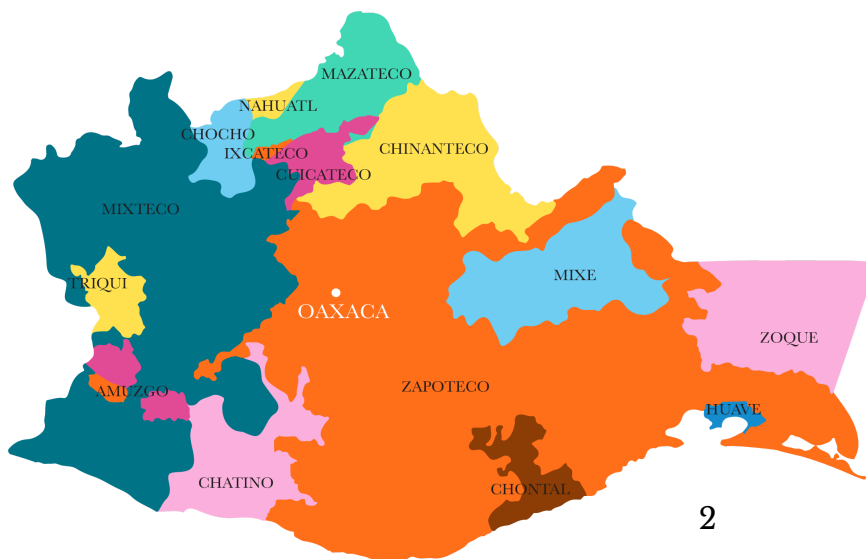 MAZATECO
NAHUATL
CHOCHO
IXCATECO
CHINANTECO
CUICATECO
MIXTECO
TRIQUI
MIXE
OAXACA
ZOQUE
ZAPOTECO
AMUZGO
HUAVE
CHATINO
CHONTAL
2